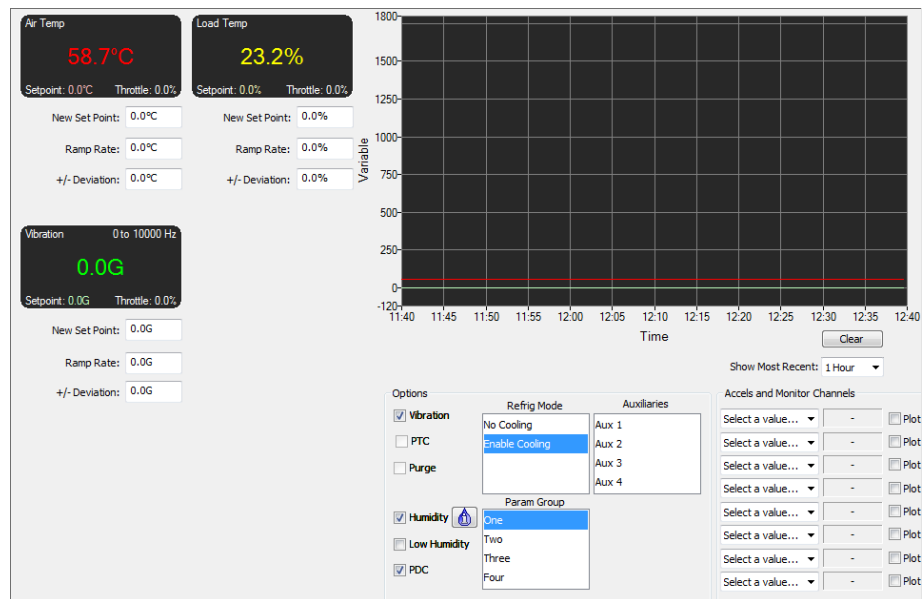 Air Temp
58.7°C
Setpoint: 0.0°C Throttle: 0.0%
New Set Point: 0.0°C
Ramp Rate: 0.0°C
+/- Deviation: 0.0°C
Load Temp
23.2%
Setpoint: 0.0% Throttle: 0.0%
New Set Point: 0.0%
Ramp Rate: 0.0%
+/- Deviation: 0.0%
Vibration 0 to 10000 Hz
0.0G
Setpoint: 0.0G Throttle: 0.0%
New Set Point: 0.0G
Ramp Rate: 0.0G
+/- Deviation: 0.0G
Variable
1800
1500
1250
1000
750
500
250
0
-120
11:40 11:45 11:50 11:55 12:00 12:05 12:10 12:15 12:20 12:25 12:30 12:35 12:40
Time
Clear
Show Most Recent: 1 Hour
Options
Vibration
PTC
Purge
Humidity
Low Humidity
PDC
Refrig Mode
No Cooling
Enable Cooling
Auxiliaries
Aux 1
Aux 2
Aux 3
Aux 4
Param Group
One
Two
Three
Four
Accels and Monitor Channels
Select a value... - Plot
Select a value... - Plot
Select a value... - Plot
Select a value... - Plot
Select a value... - Plot
Select a value... - Plot
Select a value... - Plot
Select a value... - Plot